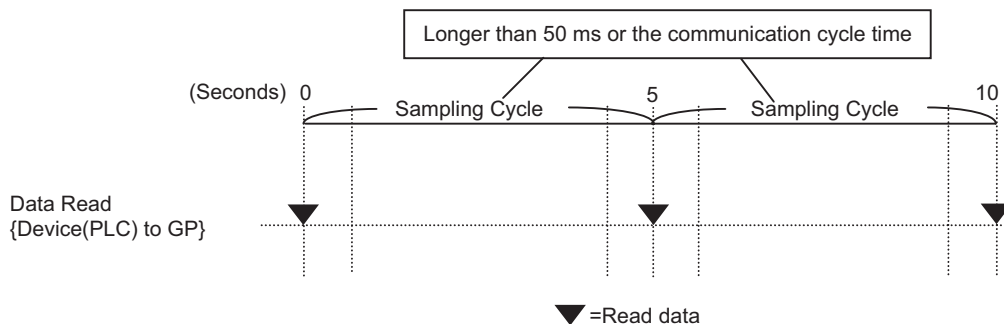 Longer than 50 ms or the communication cycle time
(Seconds) 0 5 10
Sampling Cycle Sampling Cycle
Data Read
{Device(PLC) to GP}
▼=Read data